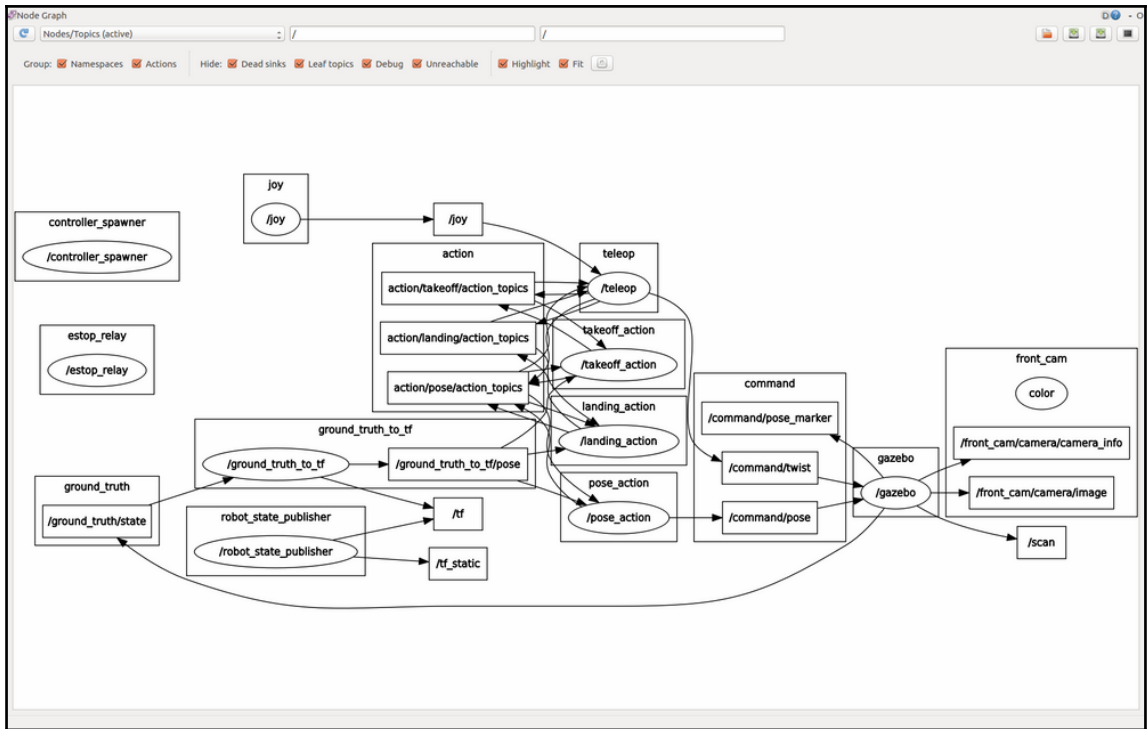 Node Graph
D
- O
Nodes/Topics (active)
/
/
Group: Namespaces Actions Hide: Dead sinks Leaf topics Debug Unreachable Highlight Fit
joy
/joy
/joy
controller_spawner
/controller_spawner
action
action/takeoff/action_topics
action/landing/action_topics
action/pose/action_topics
teleop
/teleop
estop_relay
/estop_relay
takeoff_action
/takeoff_action
landing_action
/landing_action
pose_action
/pose_action
command
/command/pose_marker
/command/twist
/command/pose
front_cam
color
/front_cam/camera/camera_info
/front_cam/camera/image
gazebo
/gazebo
/scan
ground_truth_to_tf
/ground_truth_to_tf
/ground_truth_to_tf/pose
ground_truth
/ground_truth/state
robot_state_publisher
/robot_state_publisher
/tf
/tf_static